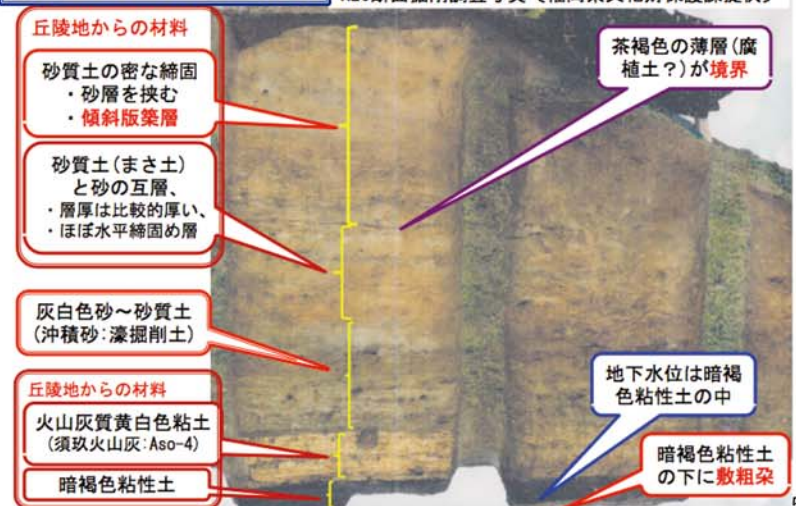 丘陵地からの材料
砂質土の密な締固
・砂層を挟む
・傾斜版築層
砂質土(まさ土)
と砂の互層、
・層厚は比較的厚い、
・ほぼ水平締固め層
灰白色砂～砂質土
(沖積砂:濠掘削土)
丘陵地からの材料
火山灰質黄白色粘土
(須玖火山灰:Aso-4)
暗褐色粘性土
茶褐色の薄層(腐
植土?)が境界
地下水位は暗褐
色粘性土の中
暗褐色粘性土
の下に敷粗朶